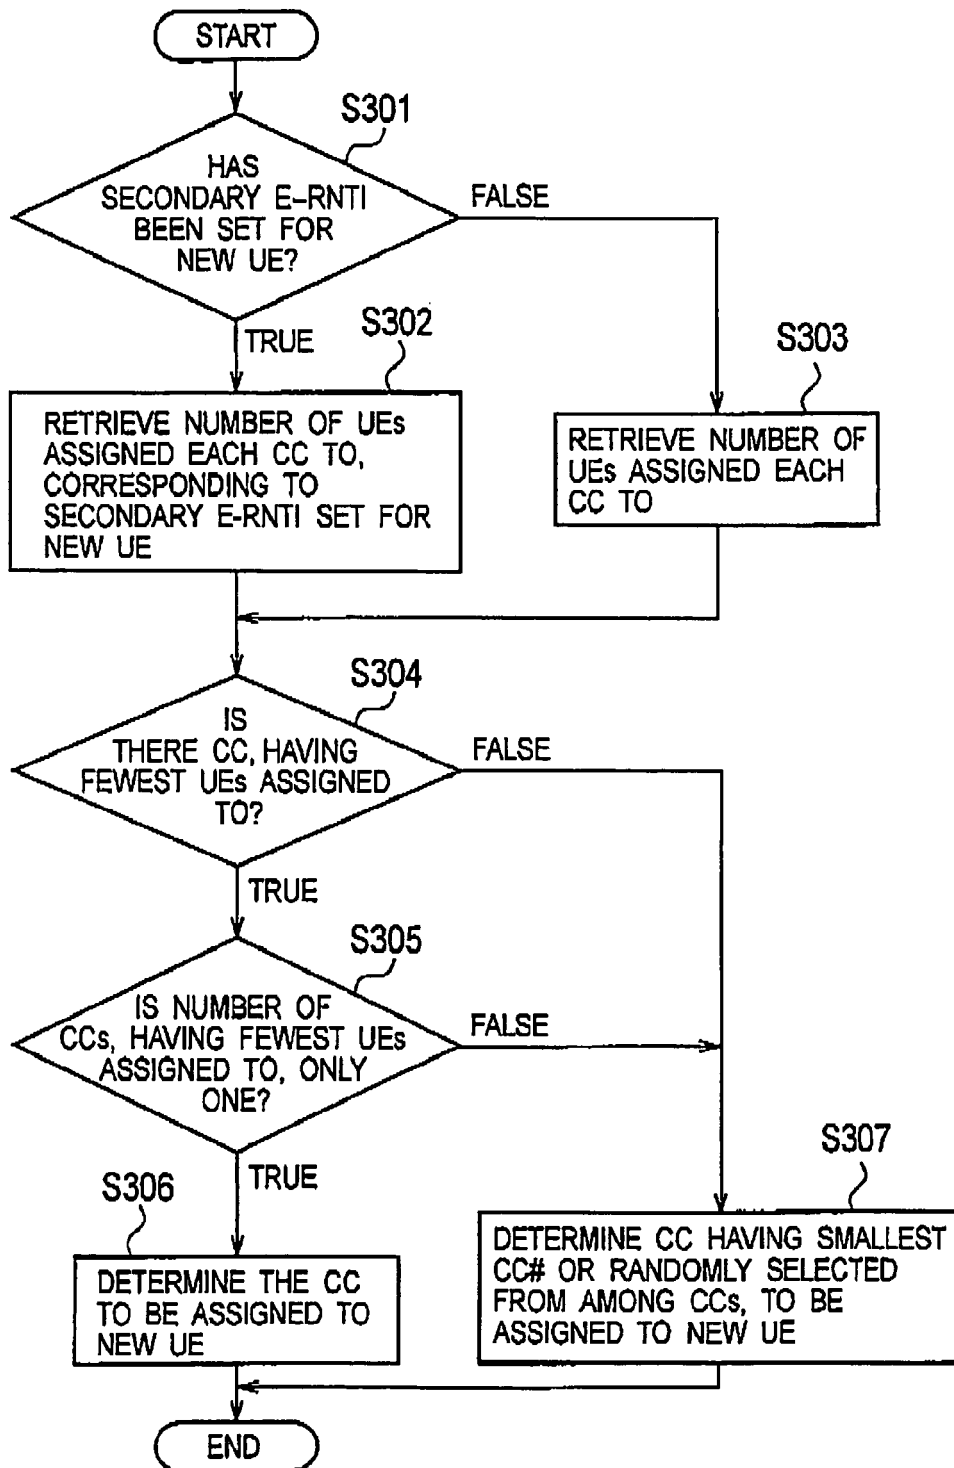 START
S301
HAS
SECONDARY E-RNTI
BEEN SET FOR
NEW UE?
FALSE
TRUE
S302
RETRIEVE NUMBER OF UEs
ASSIGNED EACH CC TO,
CORRESPONDING TO
SECONDARY E-RNTI SET FOR
NEW UE
S303
RETRIEVE NUMBER OF
UEs ASSIGNED EACH
CC TO
S304
IS
THERE CC, HAVING
FEWEST UEs ASSIGNED
TO?
FALSE
TRUE
S305
IS NUMBER OF
CCs, HAVING FEWEST UEs
ASSIGNED TO, ONLY
ONE?
FALSE
TRUE
S306
DETERMINE THE CC
TO BE ASSIGNED TO
NEW UE
S307
DETERMINE CC HAVING SMALLEST
CC# OR RANDOMLY SELECTED
FROM AMONG CCs, TO BE
ASSIGNED TO NEW UE
END